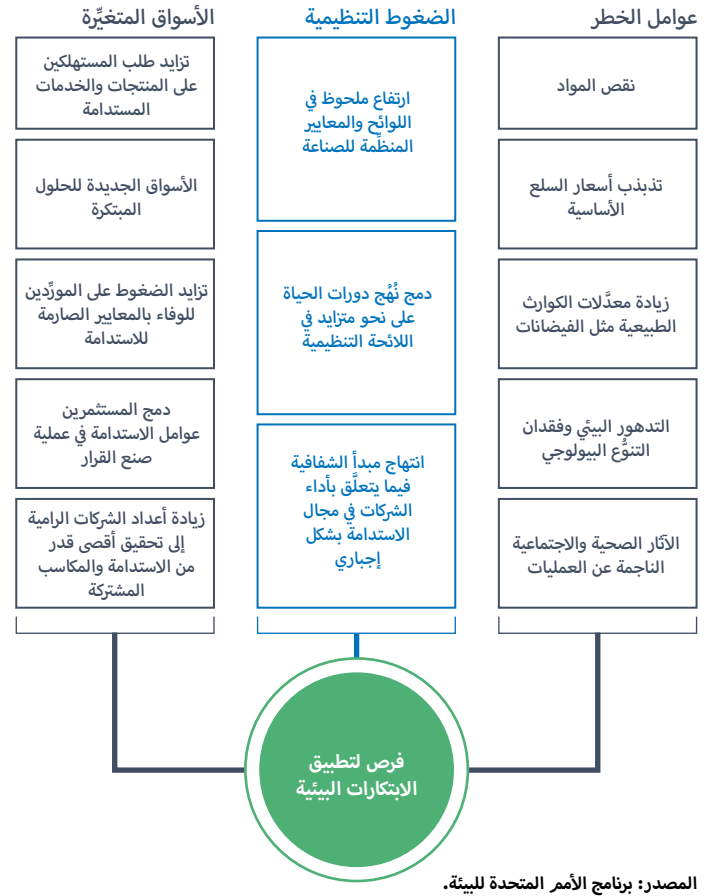 عوامل الخطر
نقص المواد
تذبذب أسعار السلع
الأساسية
زيادة معدَّلات الكوارث
الطبيعية مثل الفيضانات
التدهور البيئي وفقدان
التنوُّع البيولوجي
الآثار الصحية والاجتماعية
الناجمة عن العمليات
الضغوط التنظيمية
ارتفاع ملحوظ في
اللوائح والمعايير
المنظِّمة للصناعة
دمج نُهُج دورات الحياة
على نحو متزايد في
اللائحة التنظيمية
انتهاج مبدأ الشفافية
فيما يتعلَّق بأداء
الشركات في مجال
الاستدامة بشكل
إجباري
الأسواق المتغيِّرة
تزايد طلب المستهلكين
على المنتجات والخدمات
المستدامة
الأسواق الجديدة للحلول
المبتكرة
تزايد الضغوط على المورِّدين
للوفاء بالمعايير الصارمة
للاستدامة
دمج المستثمرين
عوامل الاستدامة في عملية
صنع القرار
زيادة أعداد الشركات الرامية
إلى تحقيق أقصى قدر
من الاستدامة والمكاسب
المشتركة
فرص لتطبيق
الابتكارات البيئية
المصدر: برنامج الأمم المتحدة للبيئة.